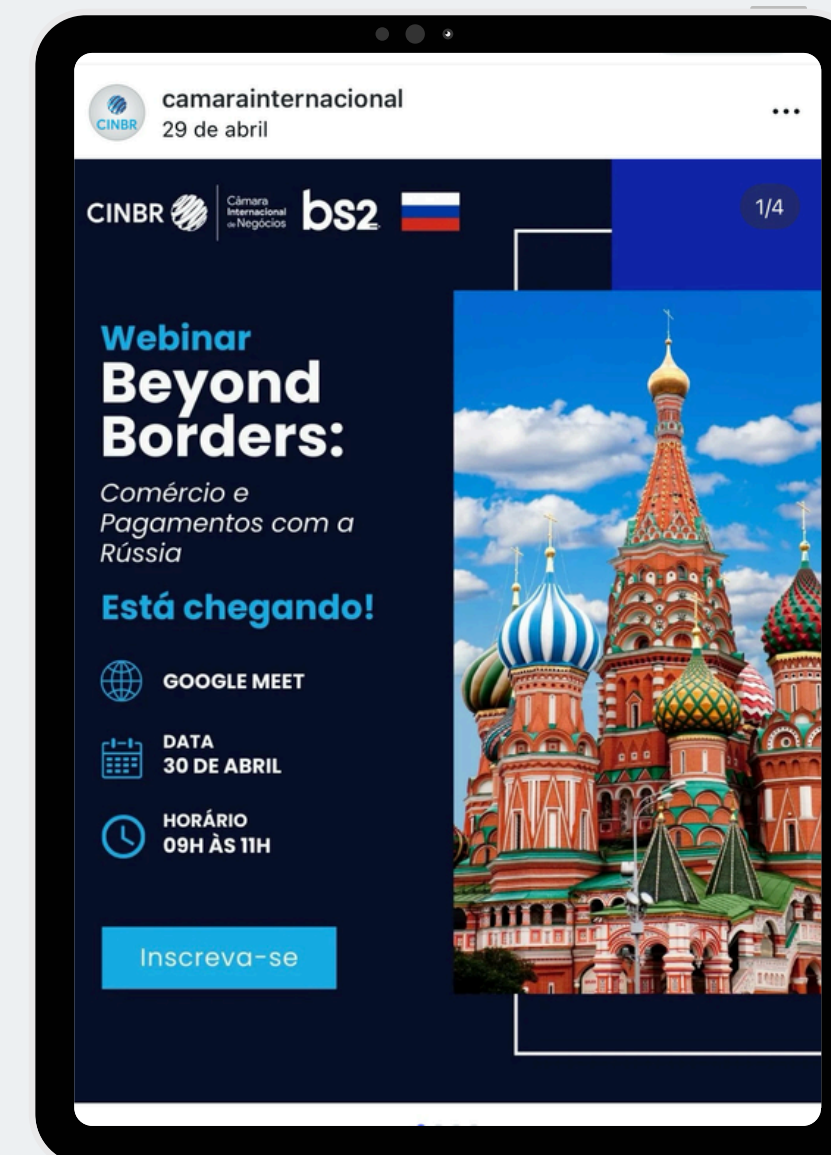 CINBR
camarainternacional
29 de abril
CINBR
Câmara
Internacional
de Negócios
bs2
1/4
Webinar
Beyond
Borders:
Comércio e
Pagamentos com a
Rússia
Está chegando!
GOOGLE MEET
DATA
30 DE ABRIL
HORÁRIO
09H ÀS 11H
Inscreva-se